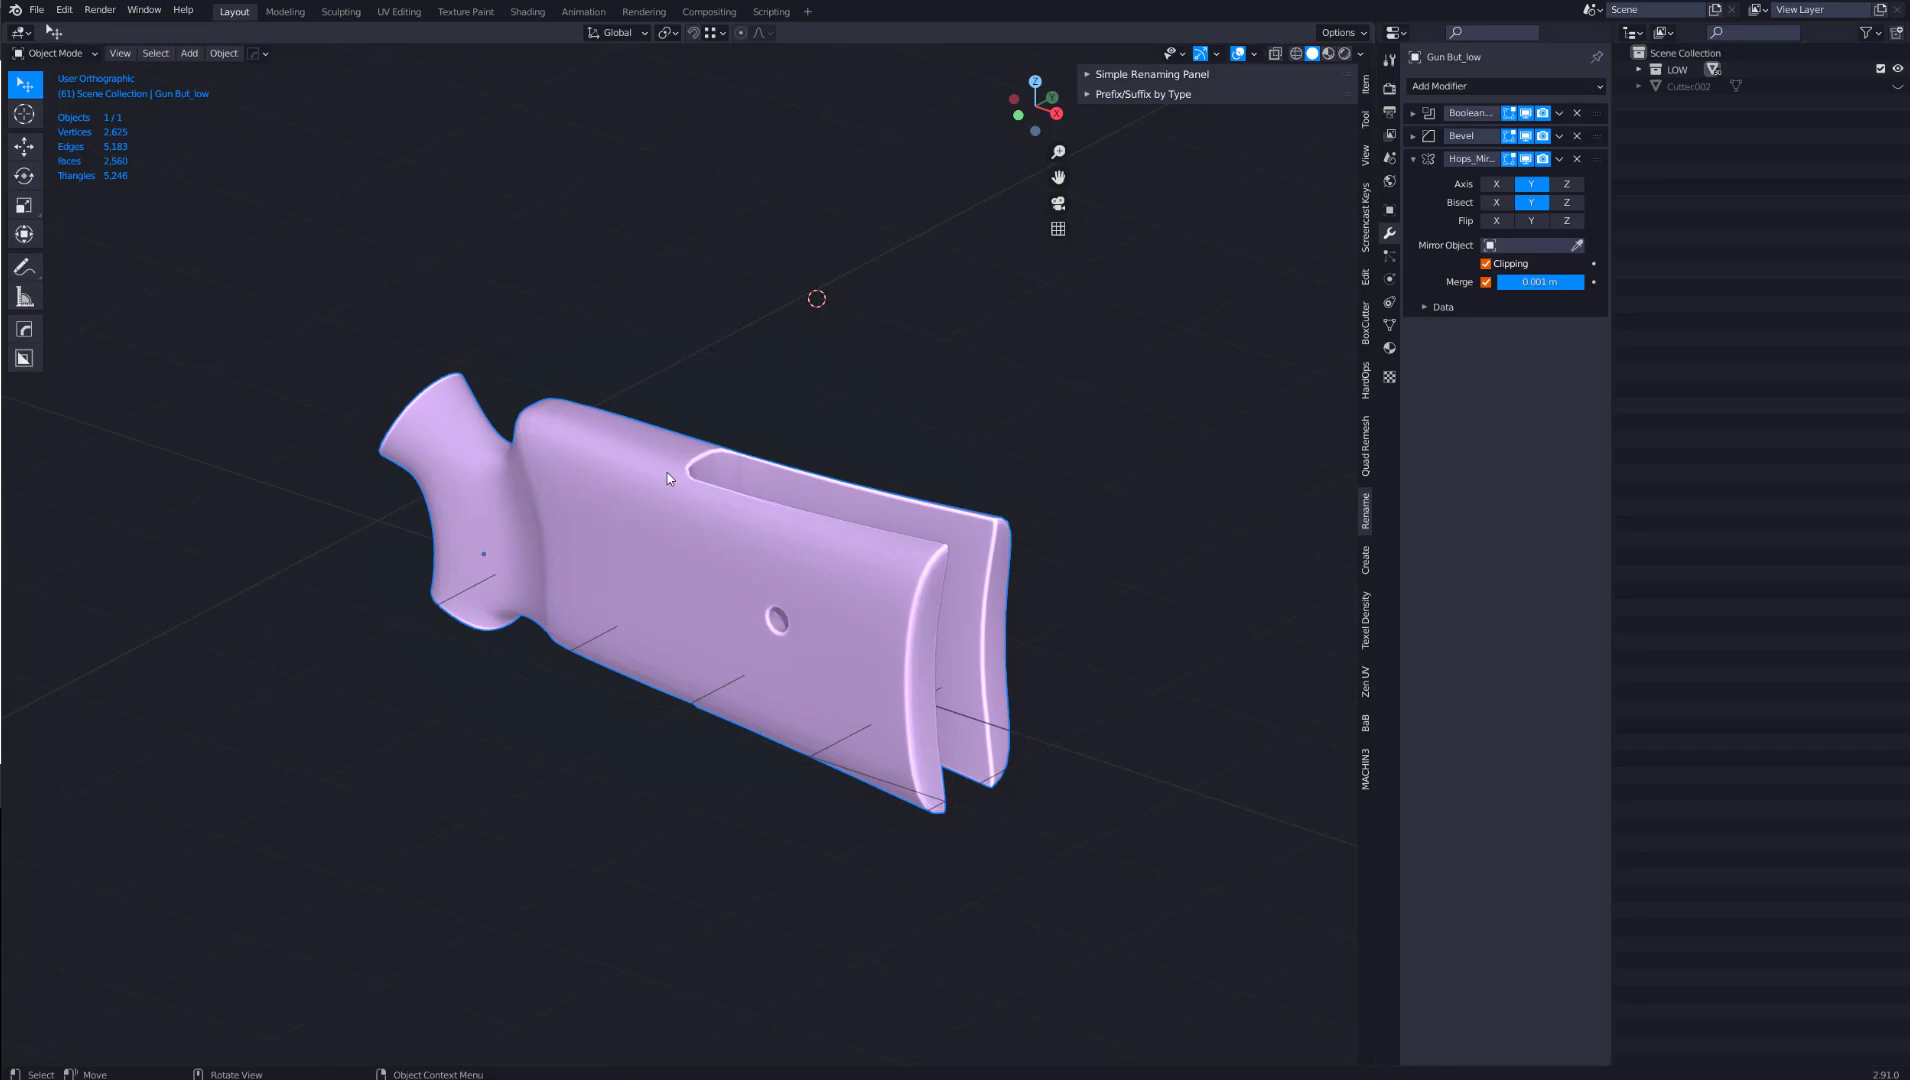 File Edit Render Window Help Layout Modeling Sculpting UV Editing Texture Paint Shading Animation Rendering Compositing Scripting + Scene View Layer
Global Options
Object Mode View Select Add Object
User Orthographic
(61) Scene Collection | Gun But_low
Objects 1 / 1
Vertices 2,625
Edges 5,183
Faces 2,560
Triangles 5,246
Z
Y
X
Simple Renaming Panel
Prefix/Suffix by Type
Item
Tool
View
Screencast Keys
Edit
BoxCutter
HardOps
Quad Remesh
Rename
Create
Texel Density
Zen UV
BaB
MACHIN3
Gun But_low
Add Modifier
Boolean....
Bevel
Hops_Mir...
Axis X Y Z
Bisect X Y Z
Flip X Y Z
Mirror Object
Clipping
Merge 0.001 m
Data
Scene Collection
LOW
Cutter.002
Select Move Rotate View Object Context Menu 2.91.0